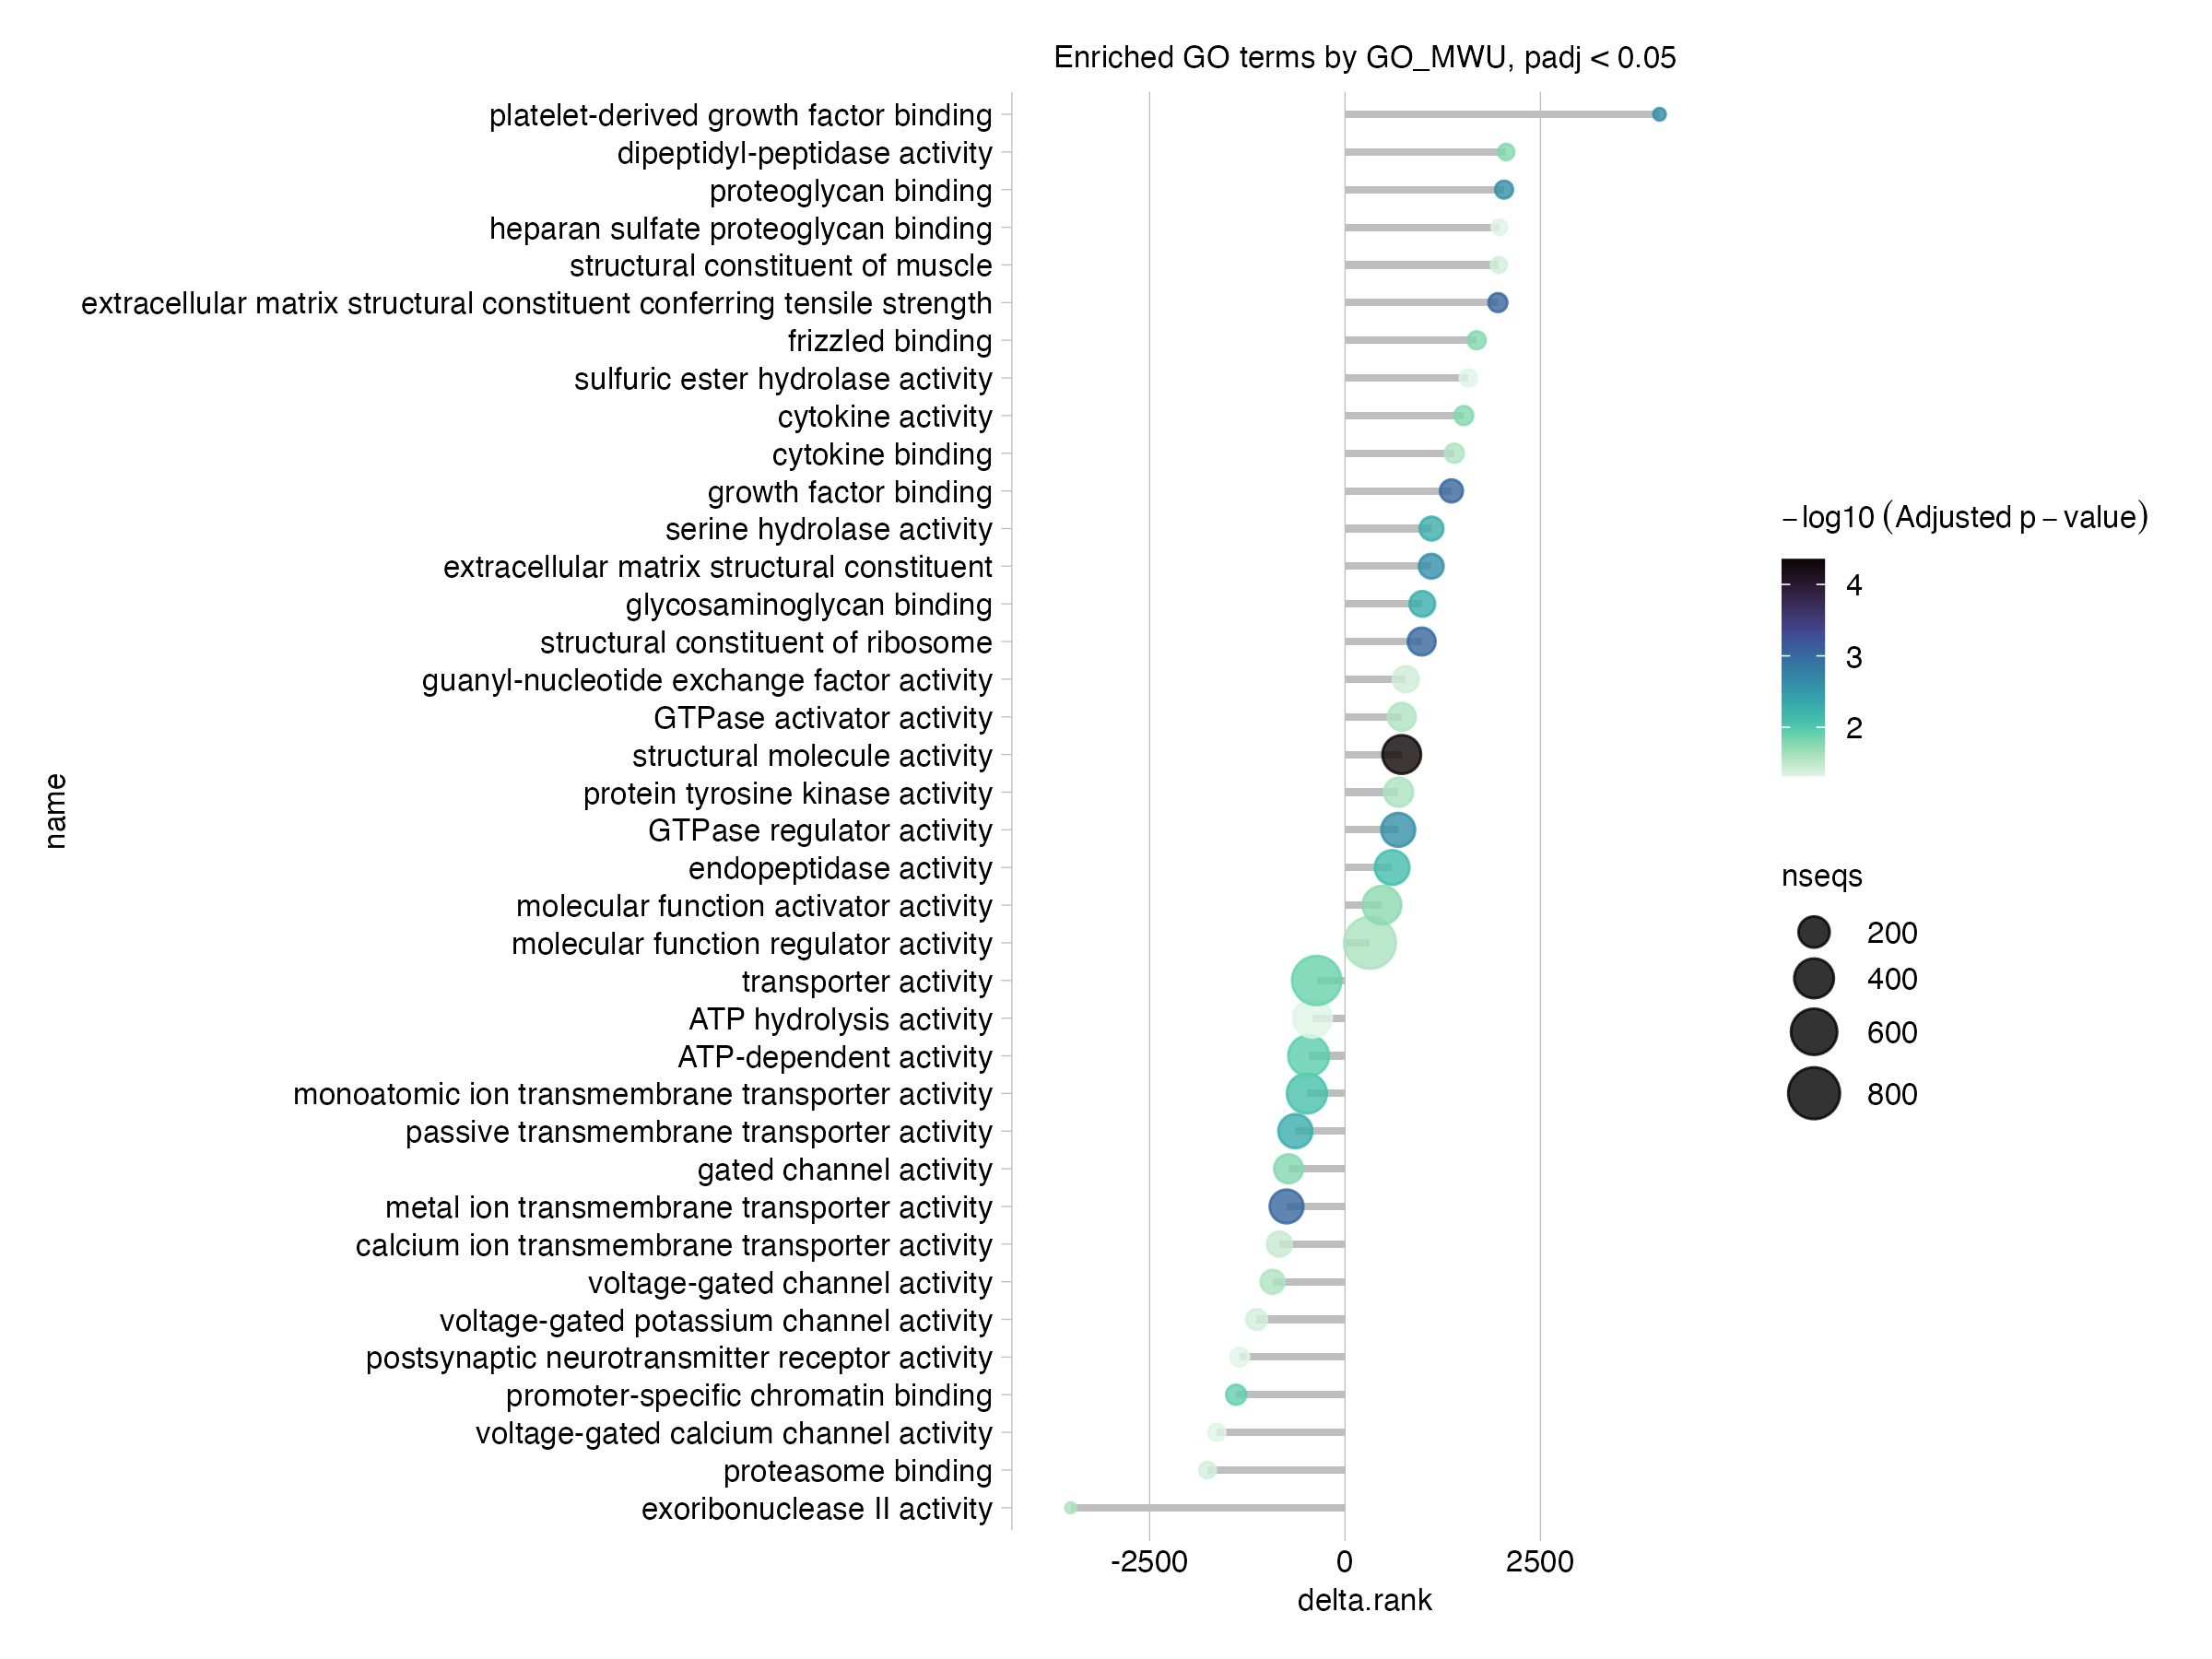 Enriched GO terms by GO_MWU, padj < 0.05
platelet-derived growth factor binding
dipeptidyl-peptidase activity
proteoglycan binding
heparan sulfate proteoglycan binding
structural constituent of muscle
extracellular matrix structural constituent conferring tensile strength
frizzled binding
sulfuric ester hydrolase activity
cytokine activity
cytokine binding
growth factor binding
serine hydrolase activity
extracellular matrix structural constituent
glycosaminoglycan binding
structural constituent of ribosome
guanyl-nucleotide exchange factor activity
GTPase activator activity
structural molecule activity
protein tyrosine kinase activity
GTPase regulator activity
endopeptidase activity
molecular function activator activity
molecular function regulator activity
transporter activity
ATP hydrolysis activity
ATP-dependent activity
monoatomic ion transmembrane transporter activity
passive transmembrane transporter activity
gated channel activity
metal ion transmembrane transporter activity
calcium ion transmembrane transporter activity
voltage-gated channel activity
voltage-gated potassium channel activity
postsynaptic neurotransmitter receptor activity
promoter-specific chromatin binding
voltage-gated calcium channel activity
proteasome binding
exoribonuclease II activity
name
-2500 0 2500
delta.rank
−log10 (Adjusted p − value)
4
3
2
nseqs
200
400
600
800